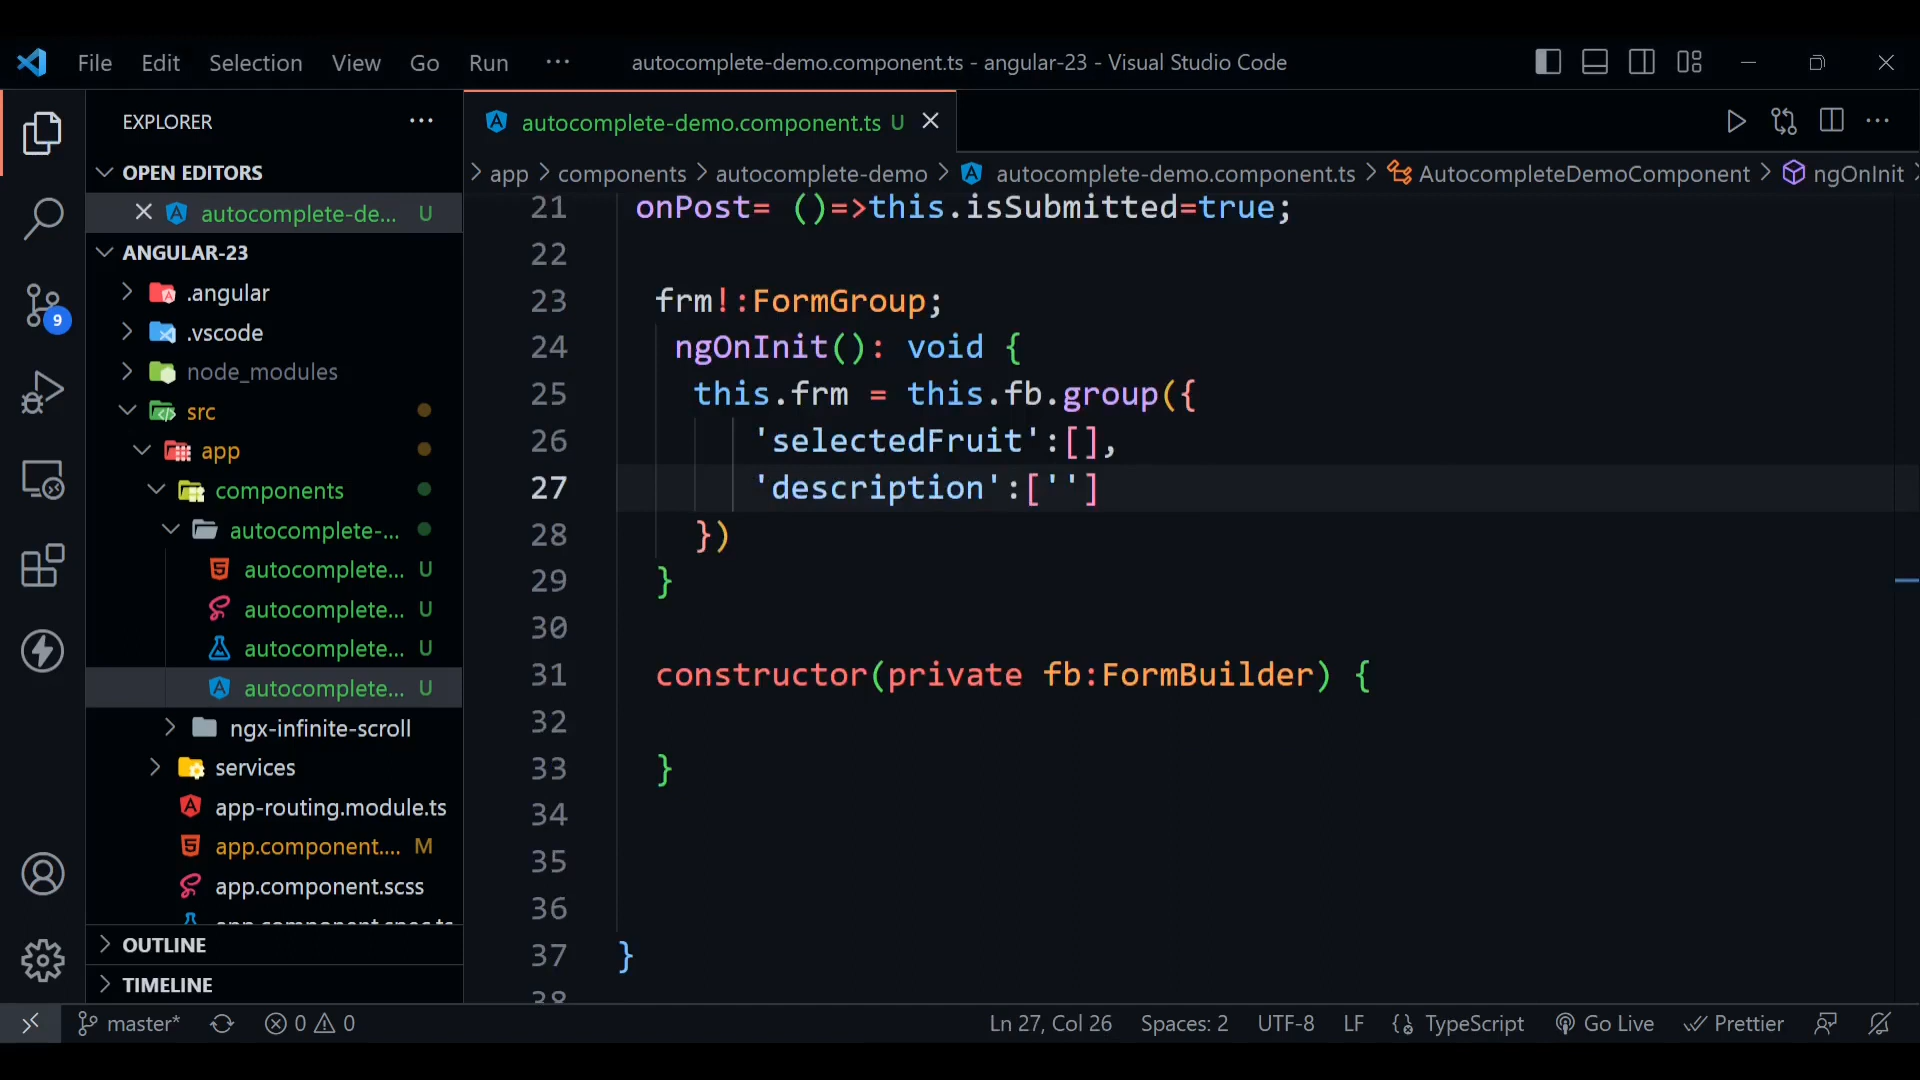 File Edit Selection View Go Run ··· autocomplete-demo.component.ts - angular-23 - Visual Studio Code
EXPLORER ···
autocomplete-demo.component.ts U
OPEN EDITORS
autocomplete-de... U
ANGULAR-23
.angular
.vscode
node_modules
src
app
components
autocomplete-...
autocomplete... U
autocomplete... U
autocomplete... U
autocomplete... U
ngx-infinite-scroll
services
app-routing.module.ts
app.component.... M
app.component.scss
app.component.spec.ts
OUTLINE
TIMELINE
9
> app > components > autocomplete-demo > autocomplete-demo.component.ts > AutocompleteDemoComponent > ngOnInit
21 onPost= ()=>this.isSubmitted=true;
22
23 frm!:FormGroup;
24 ngOnInit(): void {
25 this.frm = this.fb.group({
26 'selectedFruit':[],
27 'description':['']
28 })
29 }
30
31 constructor(private fb:FormBuilder) {
32
33 }
34
35
36
37 }
38
master* 0 0 Ln 27, Col 26 Spaces: 2 UTF-8 LF TypeScript Go Live Prettier